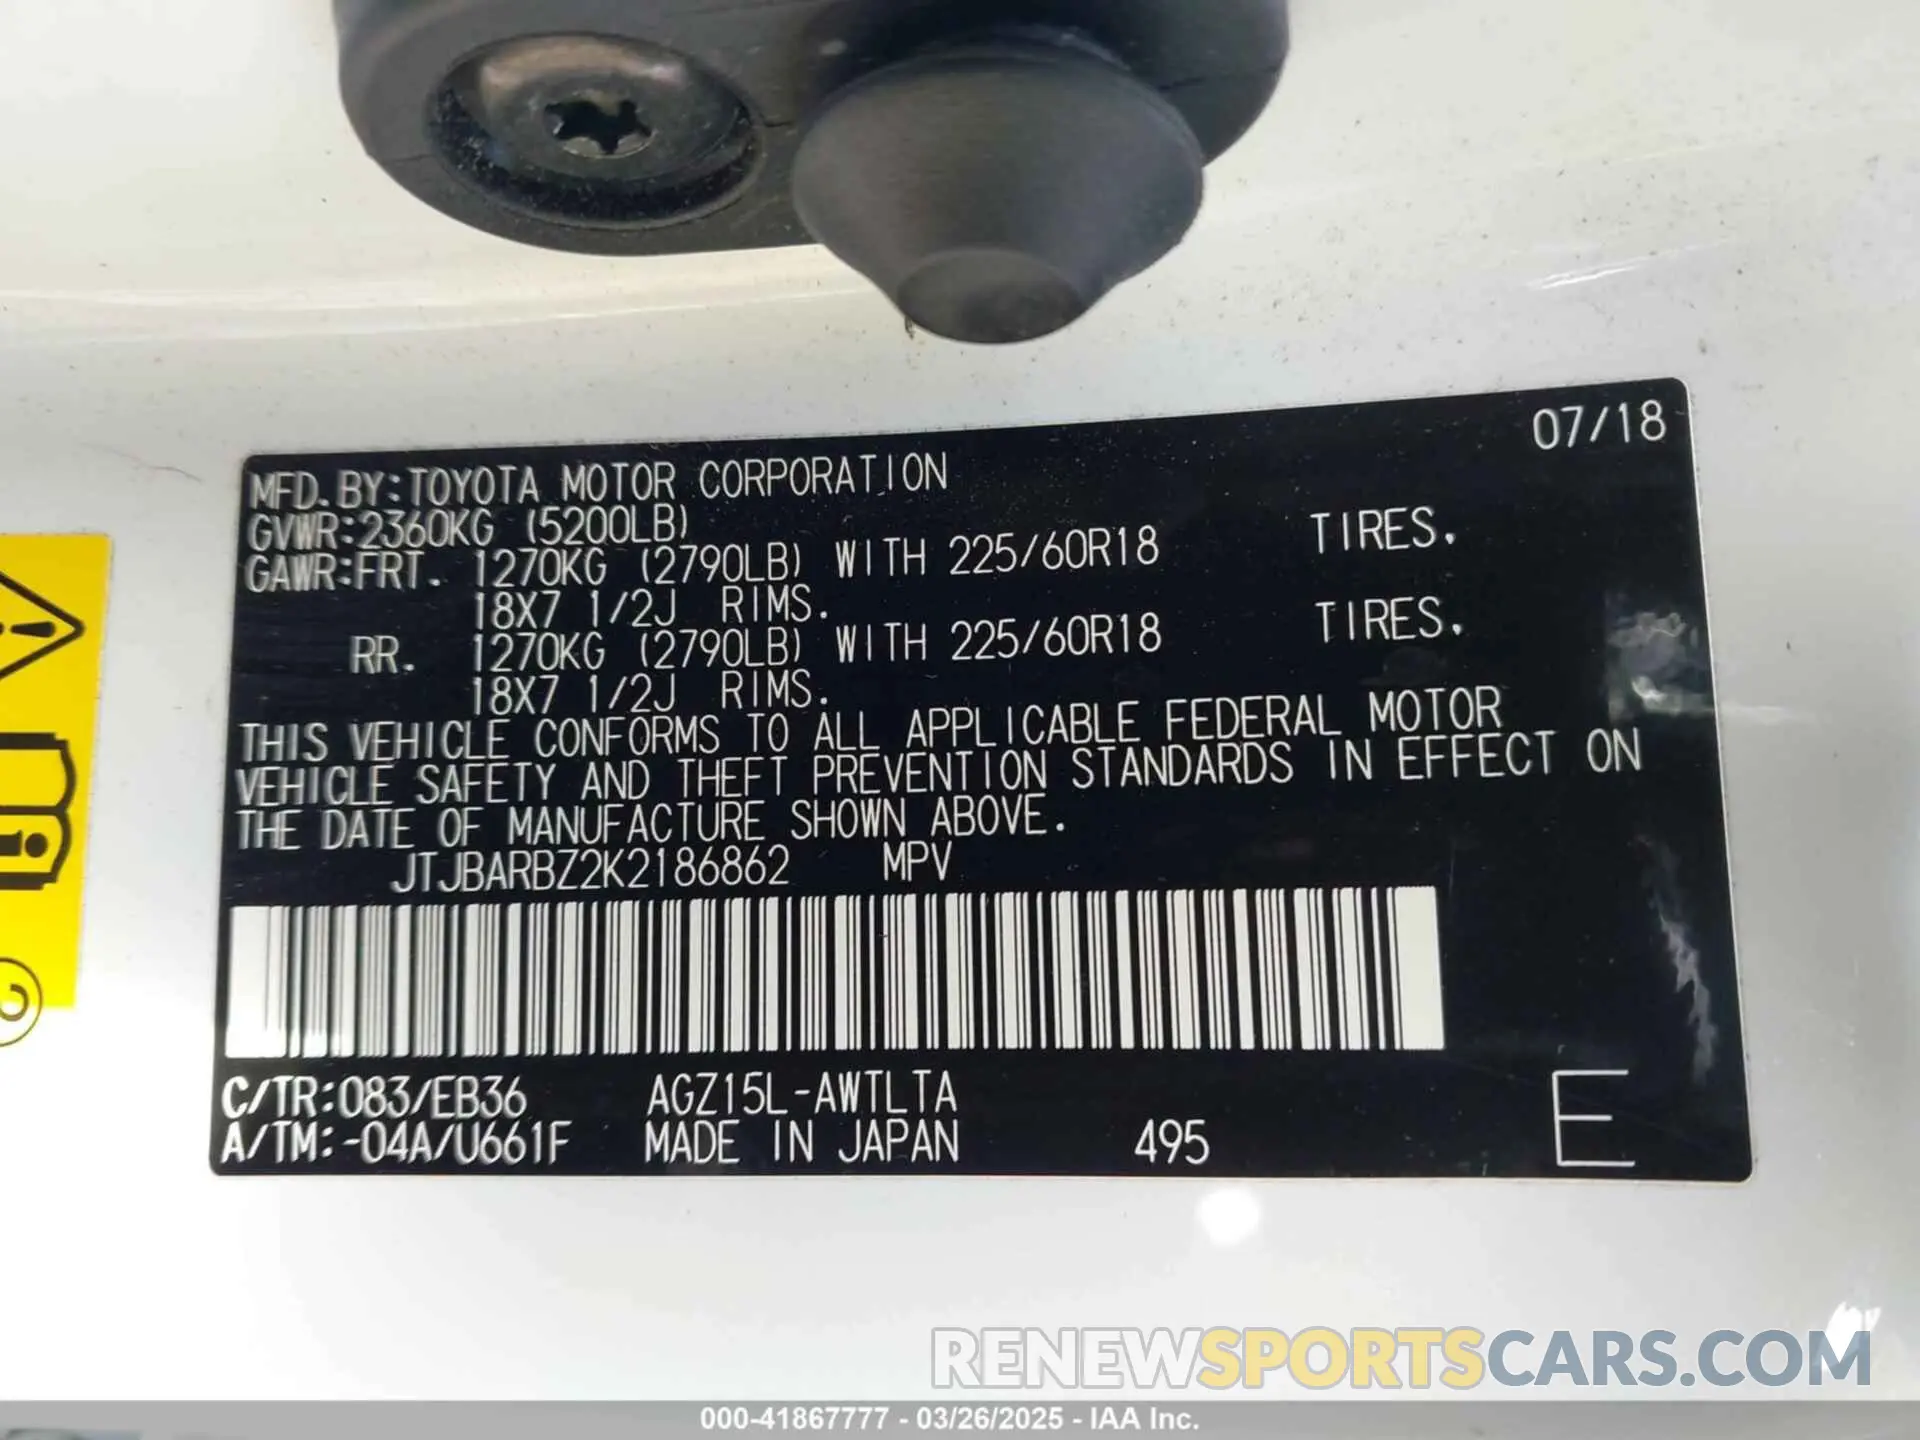 07/18
MFD.BY:TOYOTA MOTOR CORPORATION
GVWR:2360KG (5200LB)
GAWR:FRT. 1270KG (2790LB) WITH 225/60R18 TIRES.
18X7 1/2J RIMS.
RR. 1270KG (2790LB) WITH 225/60R18 TIRES.
18X7 1/2J RIMS.
THIS VEHICLE CONFORMS TO ALL APPLICABLE FEDERAL MOTOR
VEHICLE SAFETY AND THEFT PREVENTION STANDARDS IN EFFECT ON
THE DATE OF MANUFACTURE SHOWN ABOVE.
JTJBARBZ2K2186862 MPV
C/TR:083/EB36 AGZ15L-AWTLTA
A/TM:-04A/U661F MADE IN JAPAN 495 E
RENEWSPORTSCARS.COM
000-41867777 - 03/26/2025 - IAA Inc.